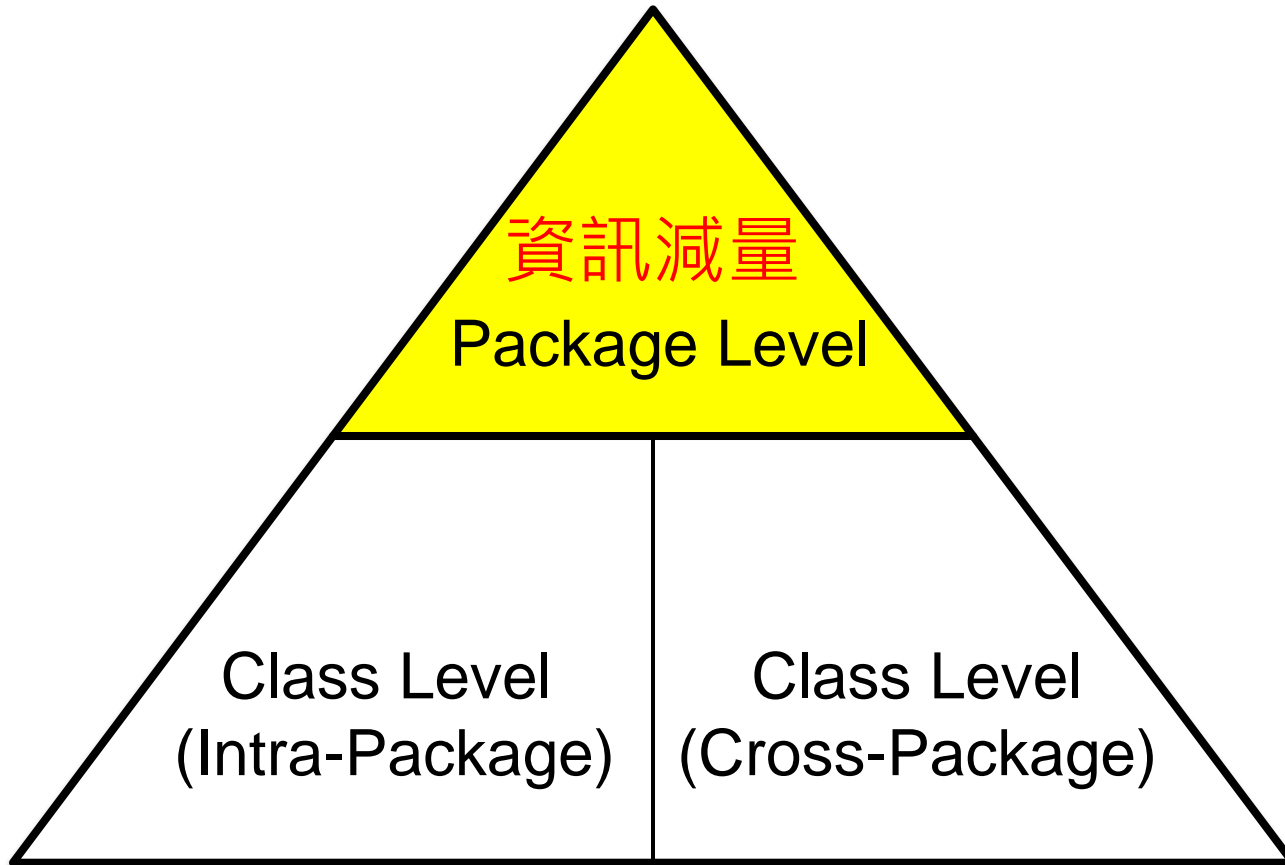 資訊減量
Package Level
Class Level
(Intra-Package)
Class Level
(Cross-Package)